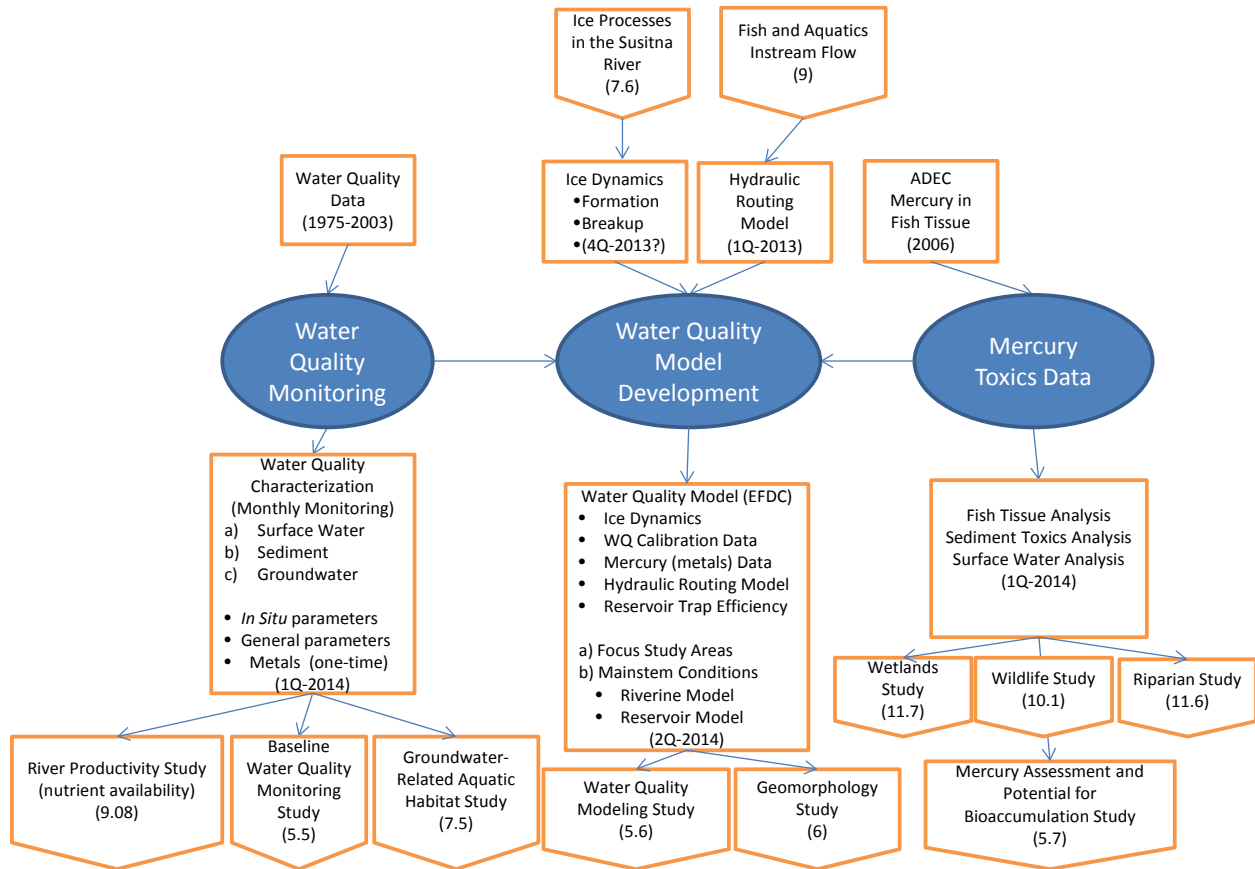 Ice Processes
in the Susitna
River
(7.6)
Fish and Aquatics
Instream Flow
(9)
Water Quality
Data
(1975-2003)
Ice Dynamics
•Formation
•Breakup
•(4Q-2013?)
Hydraulic
Routing
Model
(1Q-2013)
ADEC
Mercury in
Fish Tissue
(2006)
Water
Quality
Monitoring
Water Quality
Model
Development
Mercury
Toxics Data
Water Quality
Characterization
(Monthly Monitoring)
a) Surface Water
b) Sediment
c) Groundwater
• In Situ parameters
• General parameters
• Metals (one-time)
(1Q-2014)
Water Quality Model (EFDC)
• Ice Dynamics
• WQ Calibration Data
• Mercury (metals) Data
• Hydraulic Routing Model
• Reservoir Trap Efficiency
a) Focus Study Areas
b) Mainstem Conditions
• Riverine Model
• Reservoir Model
(2Q-2014)
Fish Tissue Analysis
Sediment Toxics Analysis
Surface Water Analysis
(1Q-2014)
Wetlands
Study
(11.7)
Wildlife Study
(10.1)
Riparian Study
(11.6)
River Productivity Study
(nutrient availability)
(9.08)
Baseline
Water Quality
Monitoring
Study
(5.5)
Groundwater-
Related Aquatic
Habitat Study
(7.5)
Water Quality
Modeling Study
(5.6)
Geomorphology
Study
(6)
Mercury Assessment and
Potential for
Bioaccumulation Study
(5.7)